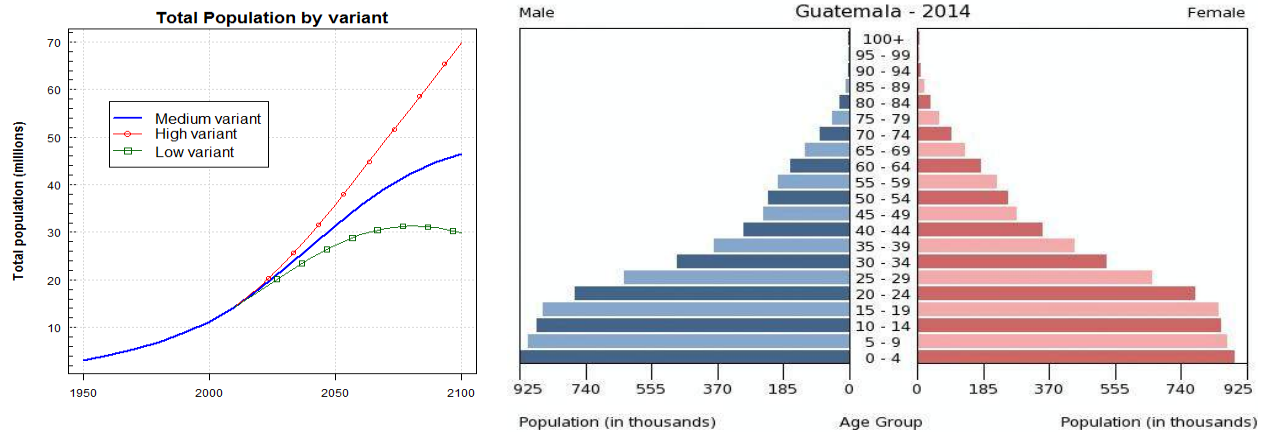 Total Population by variant
Total population (millions)
70
60
50
40
30
20
10
1950
2000
2050
2100
Medium variant
High variant
Low variant
Male
Guatemala - 2014
Female
100+
95 - 99
90 - 94
85 - 89
80 - 84
75 - 79
70 - 74
65 - 69
60 - 64
55 - 59
50 - 54
45 - 49
40 - 44
35 - 39
30 - 34
25 - 29
20 - 24
15 - 19
10 - 14
5 - 9
0 - 4
925 740 555 370 185 0 0 185 370 555 740 925
Population (in thousands) Age Group Population (in thousands)